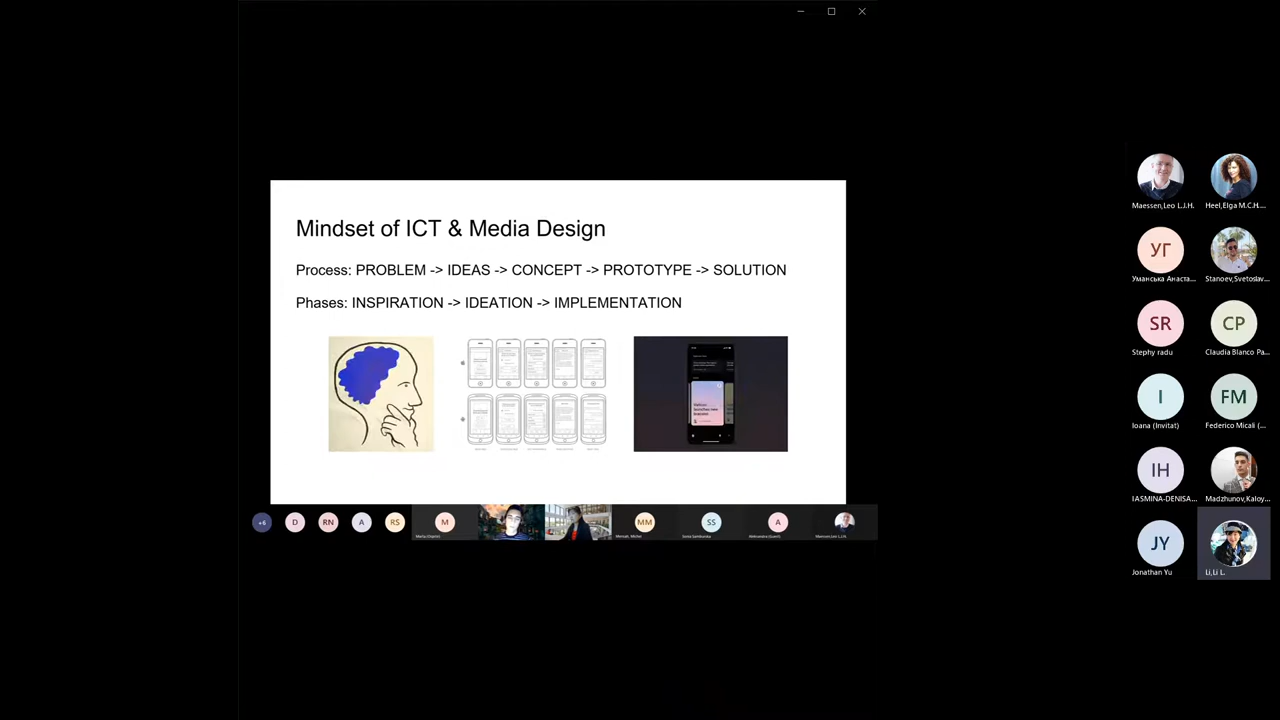 Mindset of ICT & Media Design
Process: PROBLEM -> IDEAS -> CONCEPT -> PROTOTYPE -> SOLUTION
Phases: INSPIRATION -> IDEATION -> IMPLEMENTATION
+6
D
RN
A
RS
M
MM
SS
A
Maessen,Leo L.J.H.
Heel,Elga M.C.H....
УГ
Уманська Анаста...
Stanoev,Svetoslav...
SR
CP
Stephy radu
Claudia Blanco Pa...
I
FM
Ioana (Invitat)
Federico Micali (...
IH
IASMINA-DENISA...
Madzhunov,Kaloy...
JY
Jonathan Yu
Li,Li L.